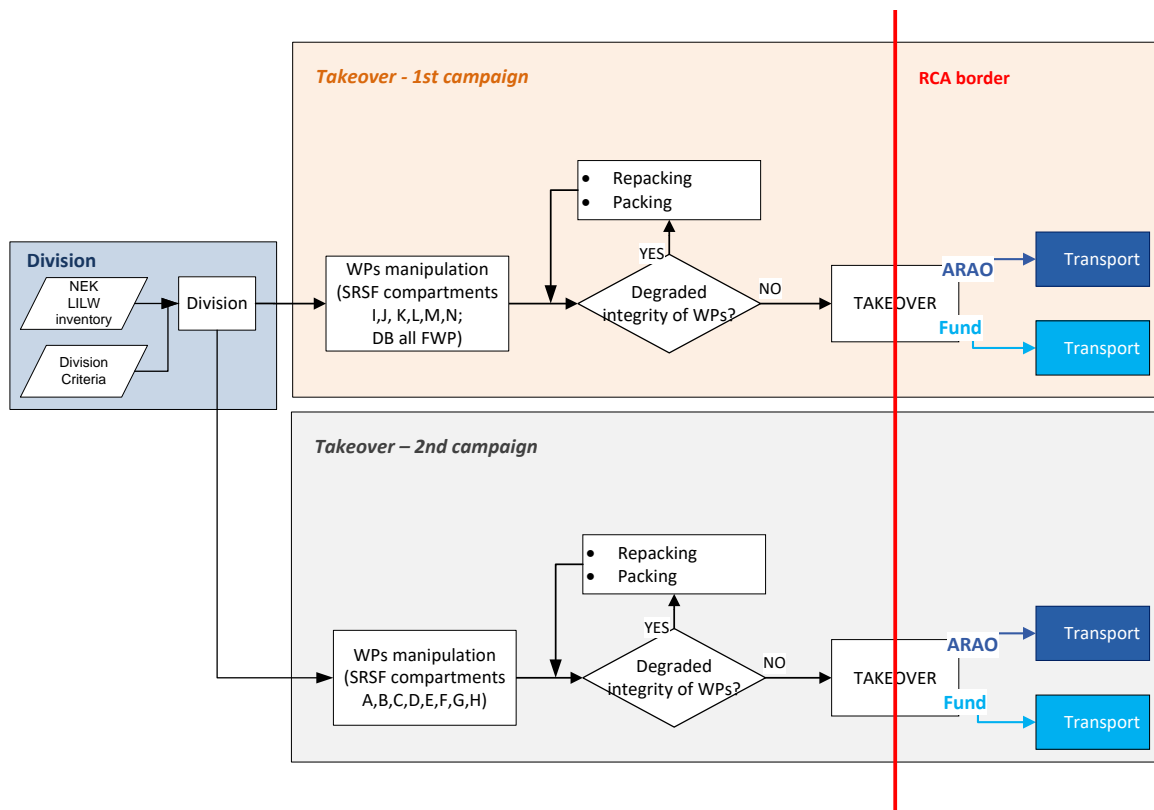 Takeover - 1st campaign
RCA border
• Repacking
• Packing
YES
Division
NEK
LILW
inventory
Division
Division
Criteria
WPs manipulation
(SRSF compartments
I,J, K,L,M,N;
DB all FWP)
Degraded
integrity of WPs?
NO
TAKEOVER
ARAO
Transport
Fund
Transport
Takeover – 2nd campaign
• Repacking
• Packing
YES
WPs manipulation
(SRSF compartments
A,B,C,D,E,F,G,H)
Degraded
integrity of WPs?
NO
TAKEOVER
ARAO
Transport
Fund
Transport